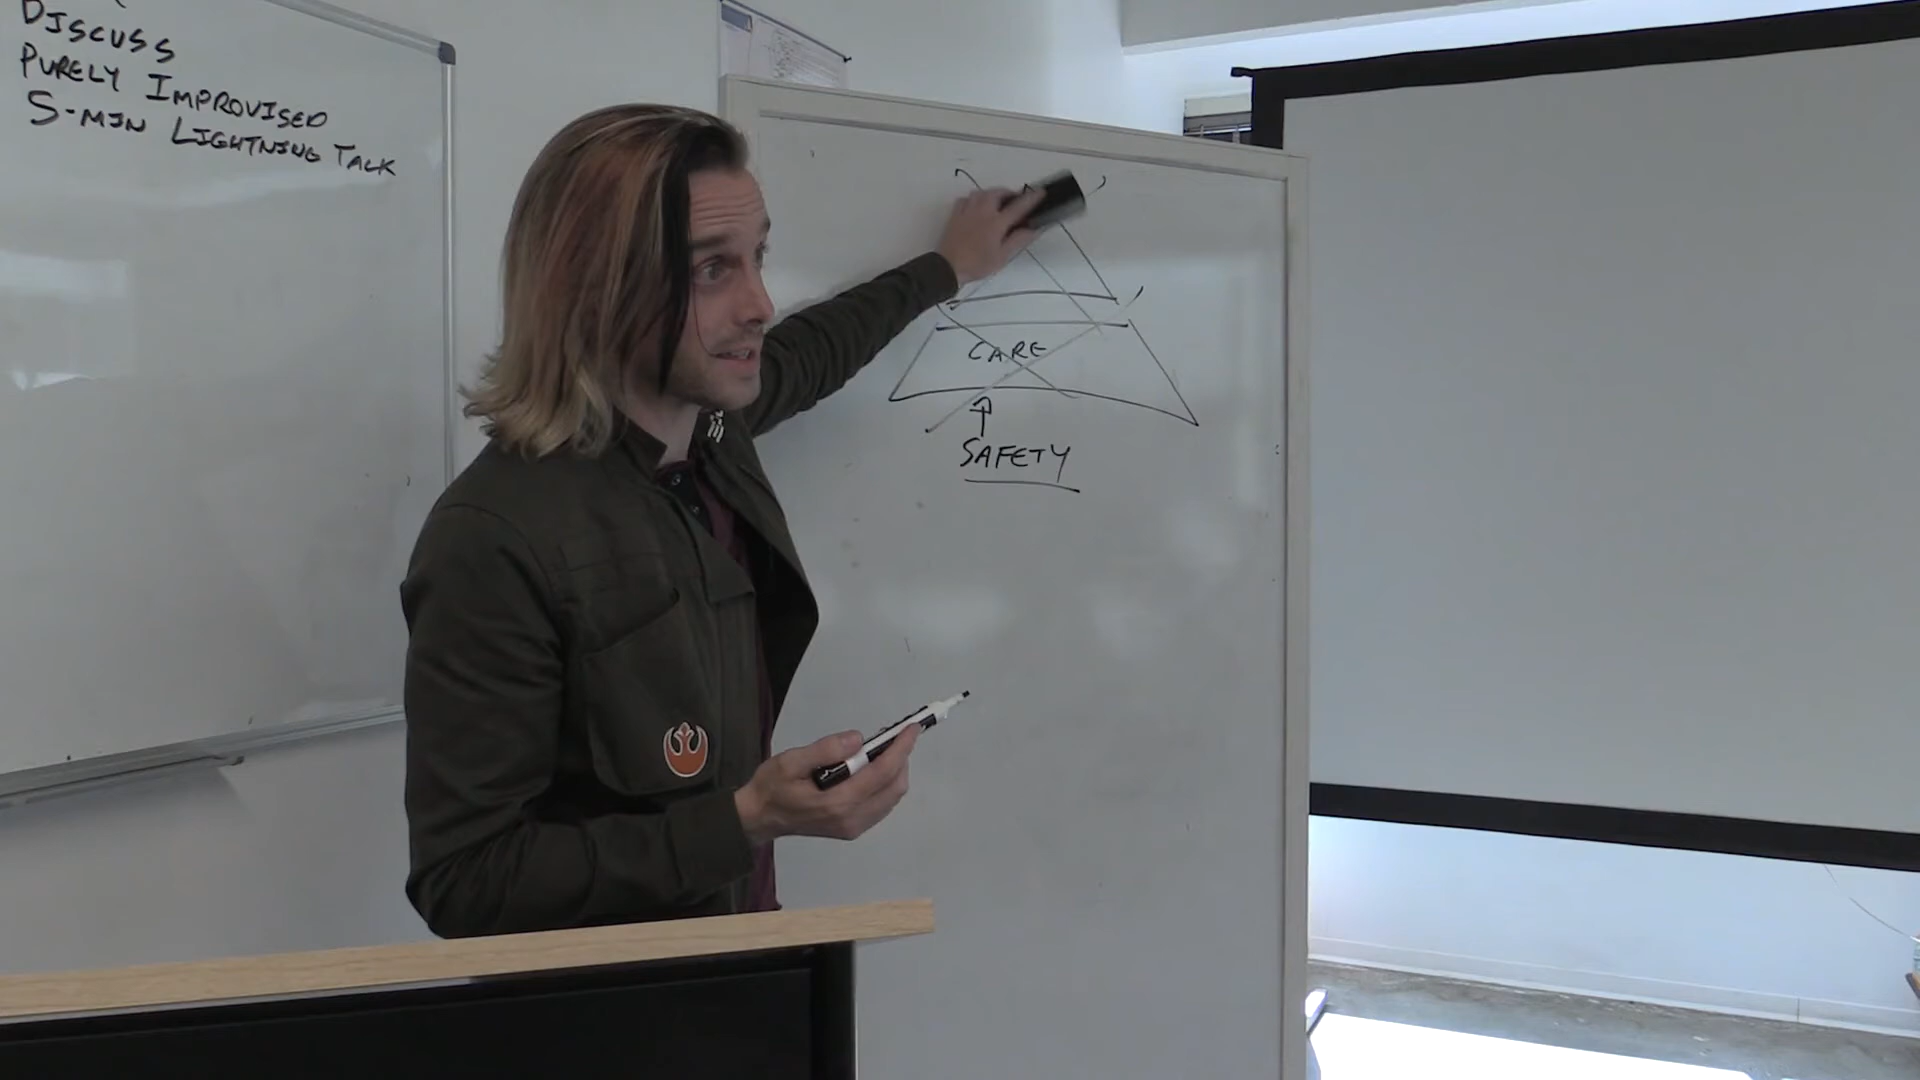 DISCUSS
PURELY IMPROVISED
5-MIN LIGHTNING TALK
CARE
SAFETY